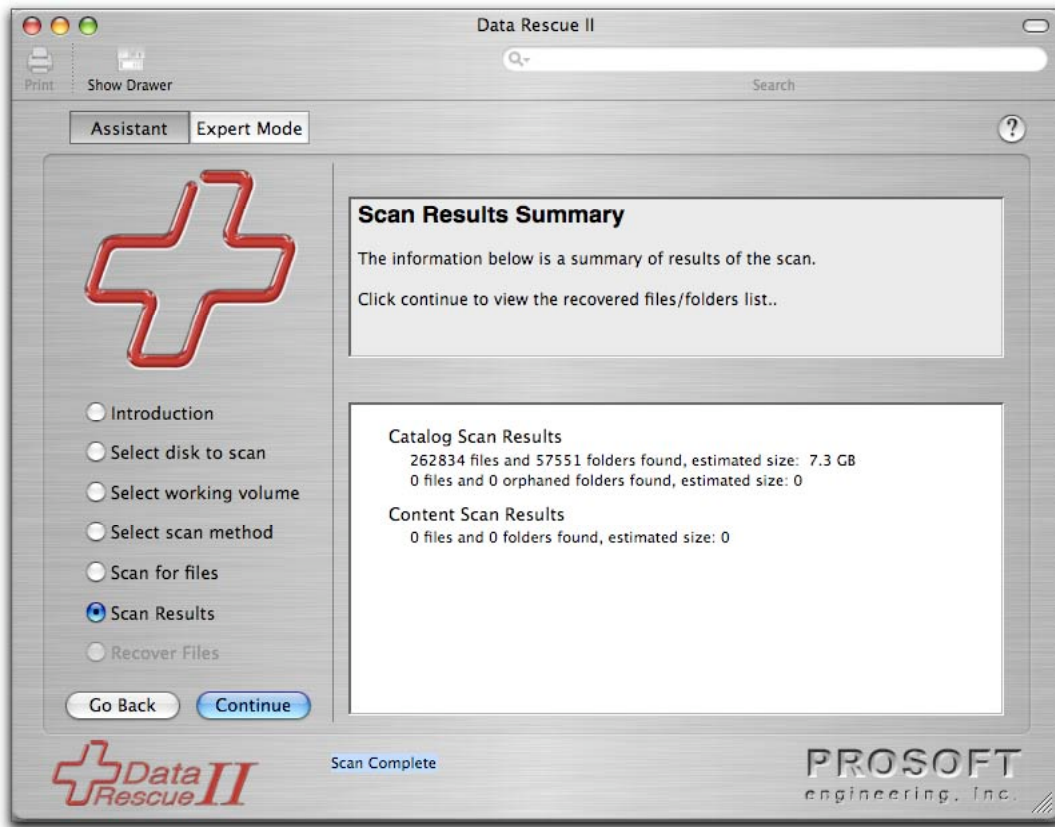 Data Rescue II
Print
Show Drawer
Search
Assistant
Expert Mode
?
Scan Results Summary
The information below is a summary of results of the scan.
Click continue to view the recovered files/folders list..
Introduction
Select disk to scan
Select working volume
Select scan method
Scan for files
Scan Results
Recover Files
Go Back
Continue
Catalog Scan Results
262834 files and 57551 folders found, estimated size: 7.3 GB
0 files and 0 orphaned folders found, estimated size: 0
Content Scan Results
0 files and 0 folders found, estimated size: 0
Data
Rescue II
Scan Complete
PROSOFT
engineering, inc.